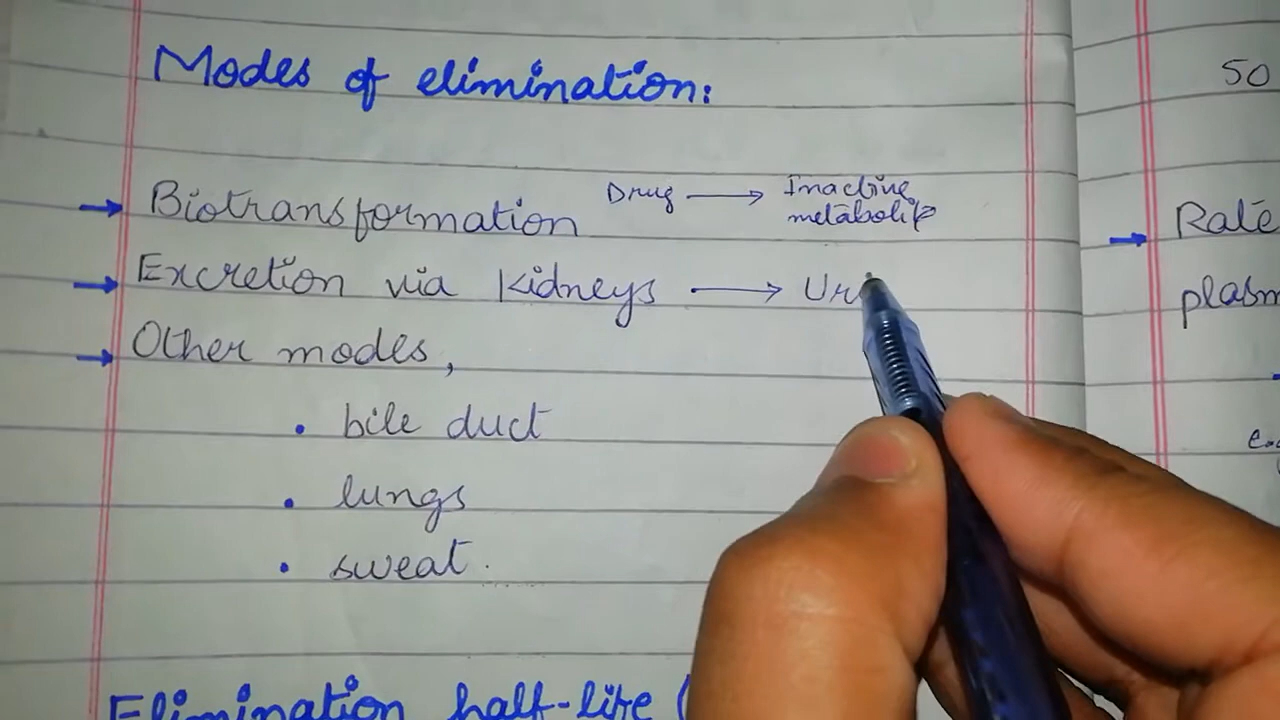 Modes of elimination:
→ Biotransformation Drug → Inactive metabolite
→ Excretion via Kidneys → Ur
→ Other modes,
• bile duct
• lungs
• sweat.
Elimination half-life (
50
→ Rate
plasm